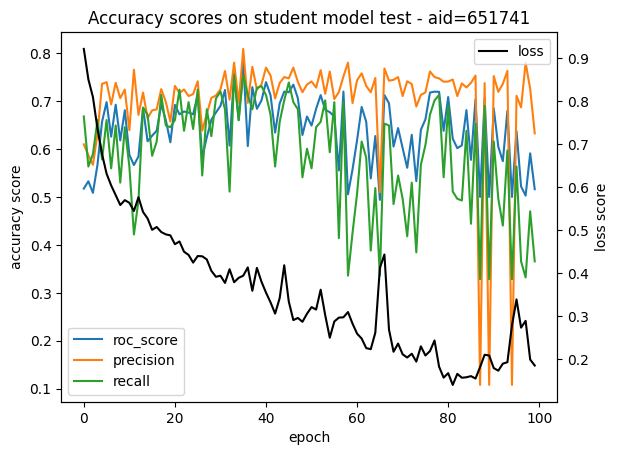 Accuracy scores on student model test - aid=651741
loss
accuracy score
0.8
0.7
0.6
0.5
0.4
0.3
0.2
0.1
0.9
0.8
0.7
0.6
0.5
0.4
0.3
0.2
loss score
roc_score
precision
recall
0 20 40 60 80 100
epoch